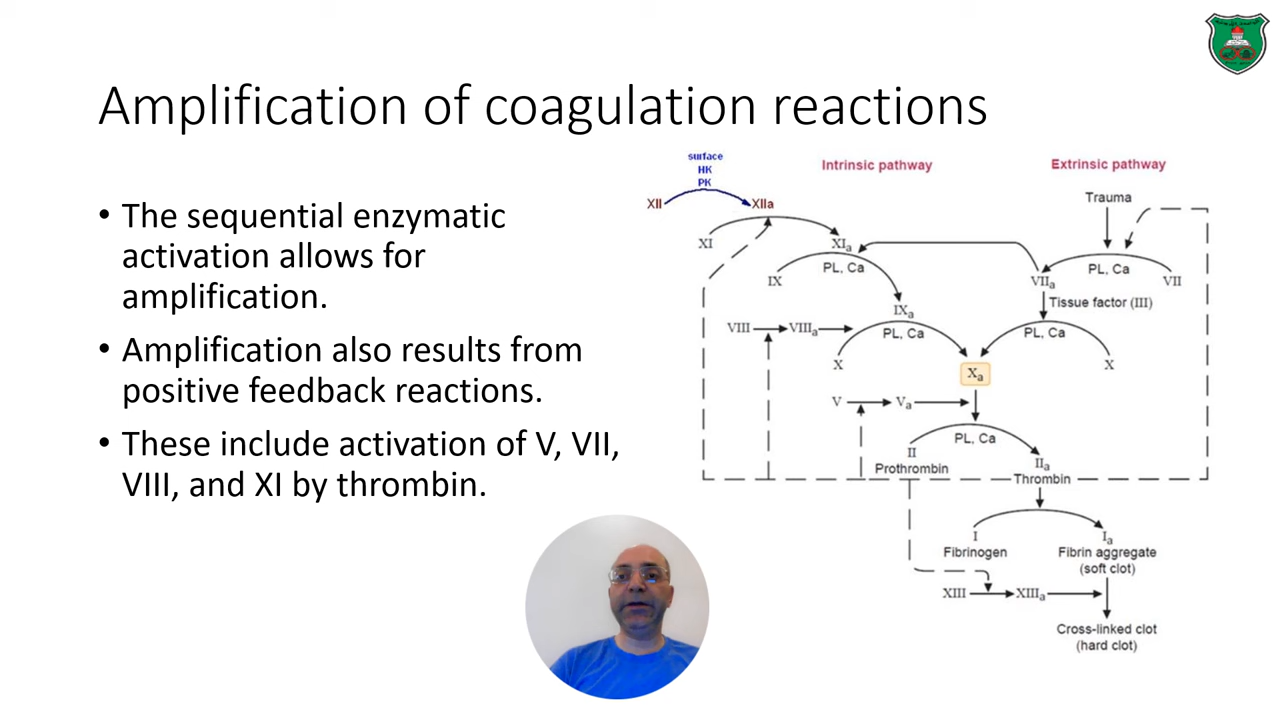 Amplification of coagulation reactions
• The sequential enzymatic
activation allows for
amplification.
• Amplification also results from
positive feedback reactions.
• These include activation of V, VII,
VIII, and XI by thrombin.
surface
HK
PK
XII
XIIa
Intrinsic pathway
Extrinsic pathway
Trauma
XI
XIa
PL, Ca
IX
IXa
PL, Ca
VII
VIIa
Tissue factor (III)
VIII
VIIIa
PL, Ca
PL, Ca
X
X
Xa
V
Va
PL, Ca
II
Prothrombin
IIa
Thrombin
I
Fibrinogen
Ia
Fibrin aggregate
(soft clot)
XIII
XIIIa
Cross-linked clot
(hard clot)